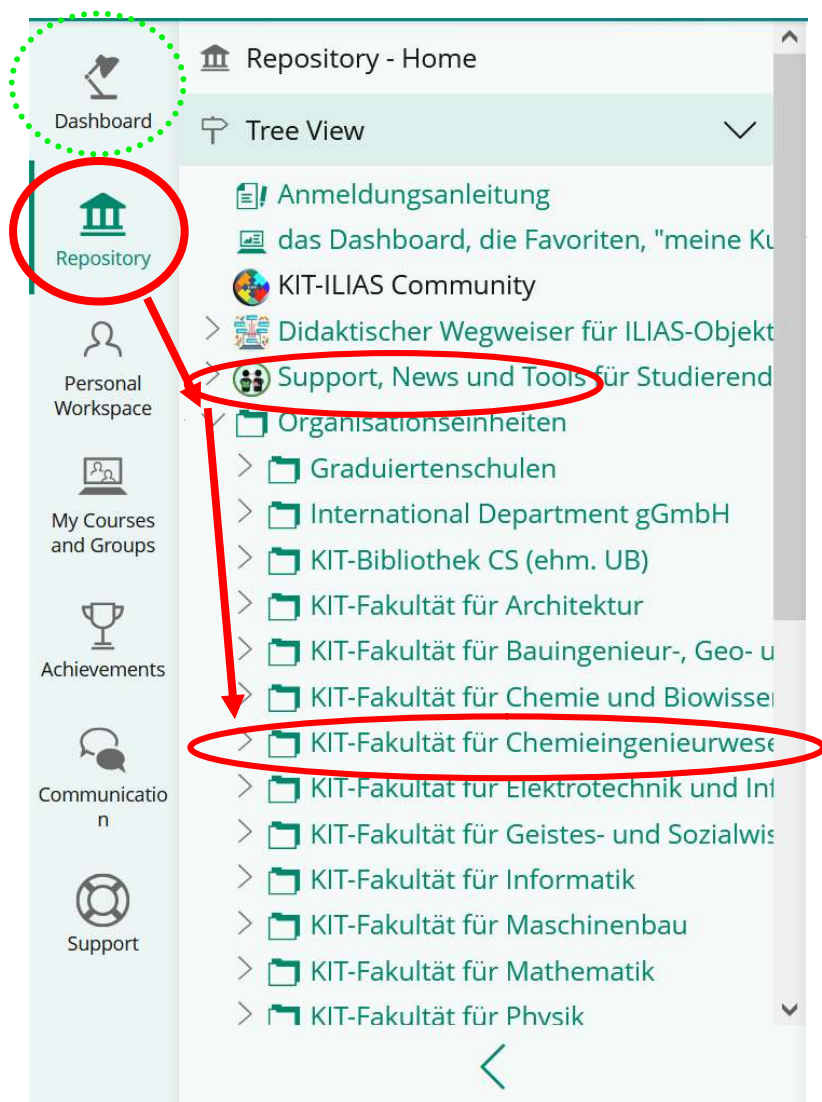 Dashboard
Repository
Personal
Workspace
My Courses
and Groups
Achievements
Communicatio
n
Support
Repository - Home
Tree View
Anmeldungsanleitung
das Dashboard, die Favoriten, "meine Ku
KIT-ILIAS Community
Didaktischer Wegweiser für ILIAS-Objekt
Support, News und Tools für Studierend
Organisationseinheiten
Graduiertenschulen
International Department gGmbH
KIT-Bibliothek CS (ehm. UB)
KIT-Fakultät für Architektur
KIT-Fakultät für Bauingenieur-, Geo- u
KIT-Fakultät für Chemie und Biowisse
KIT-Fakultät für Chemieingenieurwese
KIT-Fakultät für Elektrotechnik und Inf
KIT-Fakultät für Geistes- und Sozialwis
KIT-Fakultät für Informatik
KIT-Fakultät für Maschinenbau
KIT-Fakultät für Mathematik
KIT-Fakultät für Physik